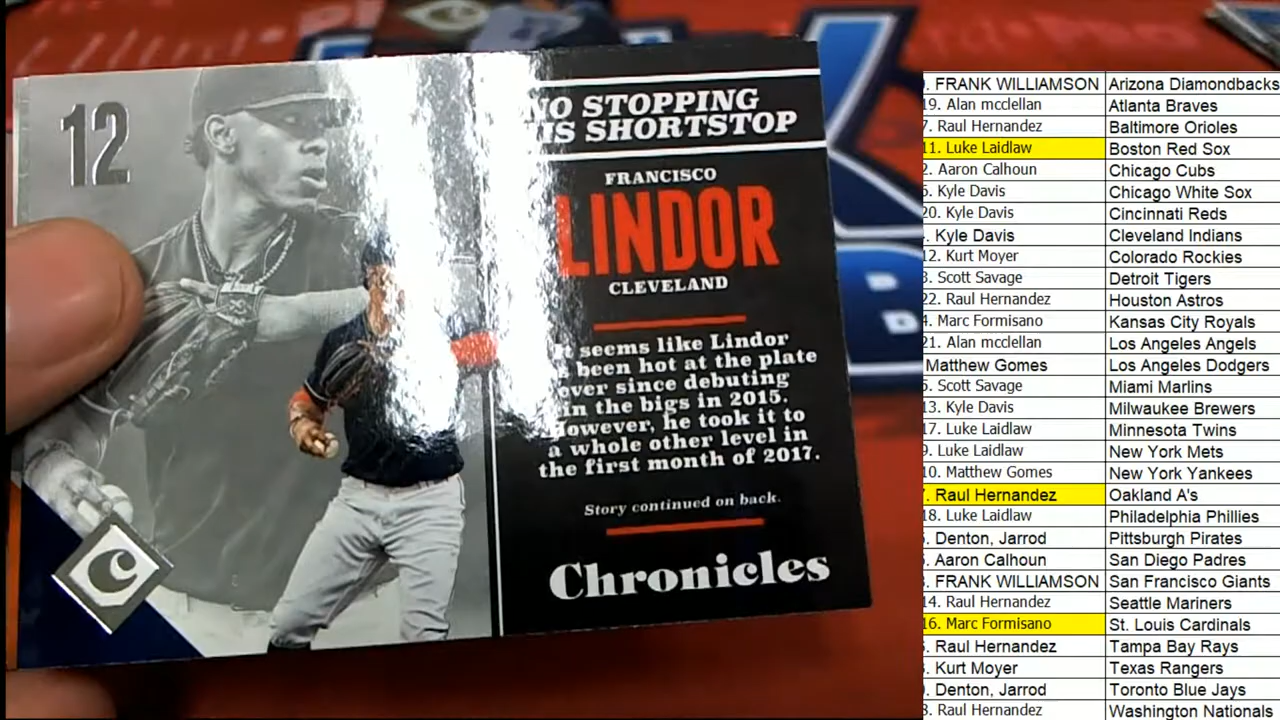 12
NO STOPPING
IS SHORTSTOP
FRANCISCO
LINDOR
CLEVELAND
It seems like Lindor
been hot at the plate
ever since debuting
in the bigs in 2015.
However, he took it to
a whole other level in
the first month of 2017.
Story continued on back.
Chronicles
FRANK WILLIAMSON Arizona Diamondbacks
19. Alan mcclellan Atlanta Braves
7. Raul Hernandez Baltimore Orioles
11. Luke Laidlaw Boston Red Sox
2. Aaron Calhoun Chicago Cubs
Kyle Davis Chicago White Sox
20. Kyle Davis Cincinnati Reds
Kyle Davis Cleveland Indians
12. Kurt Moyer Colorado Rockies
3. Scott Savage Detroit Tigers
22. Raul Hernandez Houston Astros
4. Marc Formisano Kansas City Royals
21. Alan mcclellan Los Angeles Angels
Matthew Gomes Los Angeles Dodgers
Scott Savage Miami Marlins
13. Kyle Davis Milwaukee Brewers
17. Luke Laidlaw Minnesota Twins
9. Luke Laidlaw New York Mets
10. Matthew Gomes New York Yankees
Raul Hernandez Oakland A's
18. Luke Laidlaw Philadelphia Phillies
Denton, Jarrod Pittsburgh Pirates
Aaron Calhoun San Diego Padres
FRANK WILLIAMSON San Francisco Giants
14. Raul Hernandez Seattle Mariners
16. Marc Formisano St. Louis Cardinals
Raul Hernandez Tampa Bay Rays
Kurt Moyer Texas Rangers
Denton, Jarrod Toronto Blue Jays
Raul Hernandez Washington Nationals